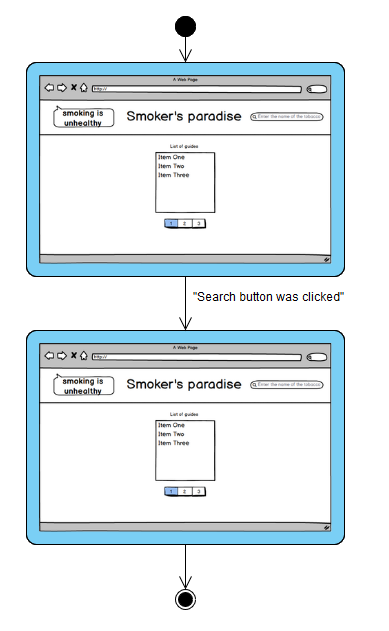 A Web Page
http://
smoking is
unhealthy
Smoker's paradise
Enter the name of the tabacco
List of guides
Item One
Item Two
Item Three
1 2 3
"Search button was clicked"
A Web Page
http://
smoking is
unhealthy
Smoker's paradise
Enter the name of the tabacco
List of guides
Item One
Item Two
Item Three
1 2 3